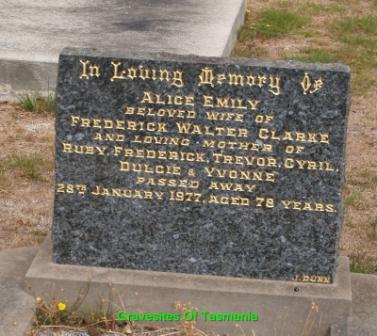 In Loving Memory Of
ALICE EMILY
BELOVED WIFE OF
FREDERICK WALTER CLARKE
AND LOVING MOTHER OF
RUBY, FREDERICK, TREVOR, CYRIL,
DULCIE & YVONNE
PASSED AWAY
28TH JANUARY 1977, AGED 78 YEARS.
J. DUNN
Gravesites Of Tasmania